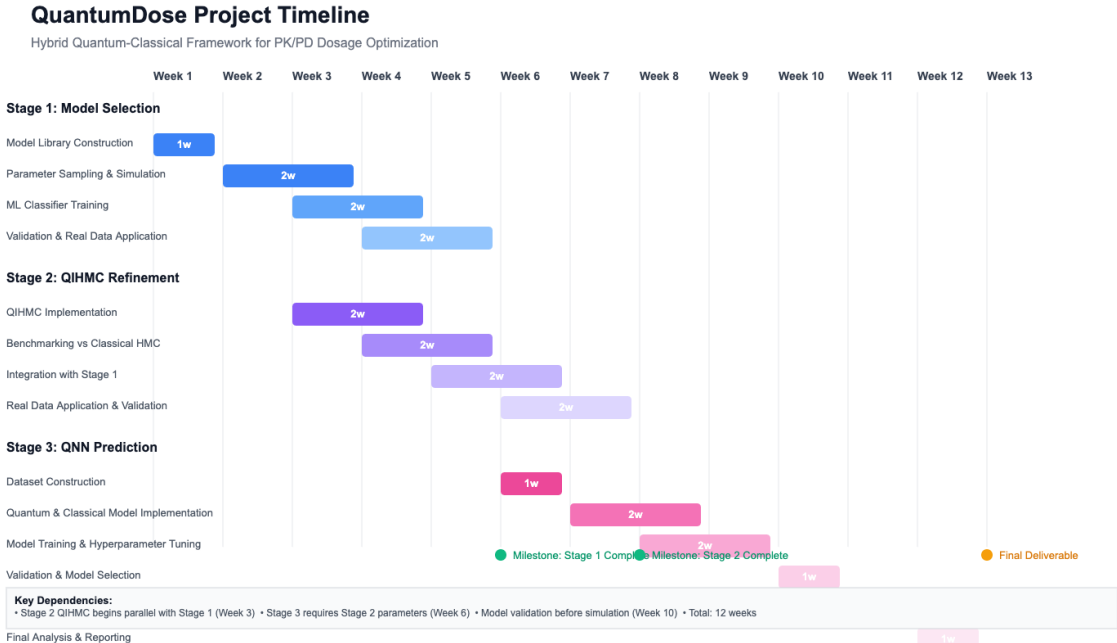 QuantumDose Project Timeline
Hybrid Quantum-Classical Framework for PK/PD Dosage Optimization
Week 1 Week 2 Week 3 Week 4 Week 5 Week 6 Week 7 Week 8 Week 9 Week 10 Week 11 Week 12 Week 13
Stage 1: Model Selection
Model Library Construction 1w
Parameter Sampling & Simulation 2w
ML Classifier Training 2w
Validation & Real Data Application 2w
Stage 2: QIHMC Refinement
QIHMC Implementation 2w
Benchmarking vs Classical HMC 2w
Integration with Stage 1 2w
Real Data Application & Validation 2w
Stage 3: QNN Prediction
Dataset Construction 1w
Quantum & Classical Model Implementation 2w
Model Training & Hyperparameter Tuning 2w
Milestone: Stage 1 Complete Milestone: Stage 2 Complete Final Deliverable
Validation & Model Selection 1w
Key Dependencies:
• Stage 2 QIHMC begins parallel with Stage 1 (Week 3) • Stage 3 requires Stage 2 parameters (Week 6) • Model validation before simulation (Week 10) • Total: 12 weeks
Final Analysis & Reporting 1w